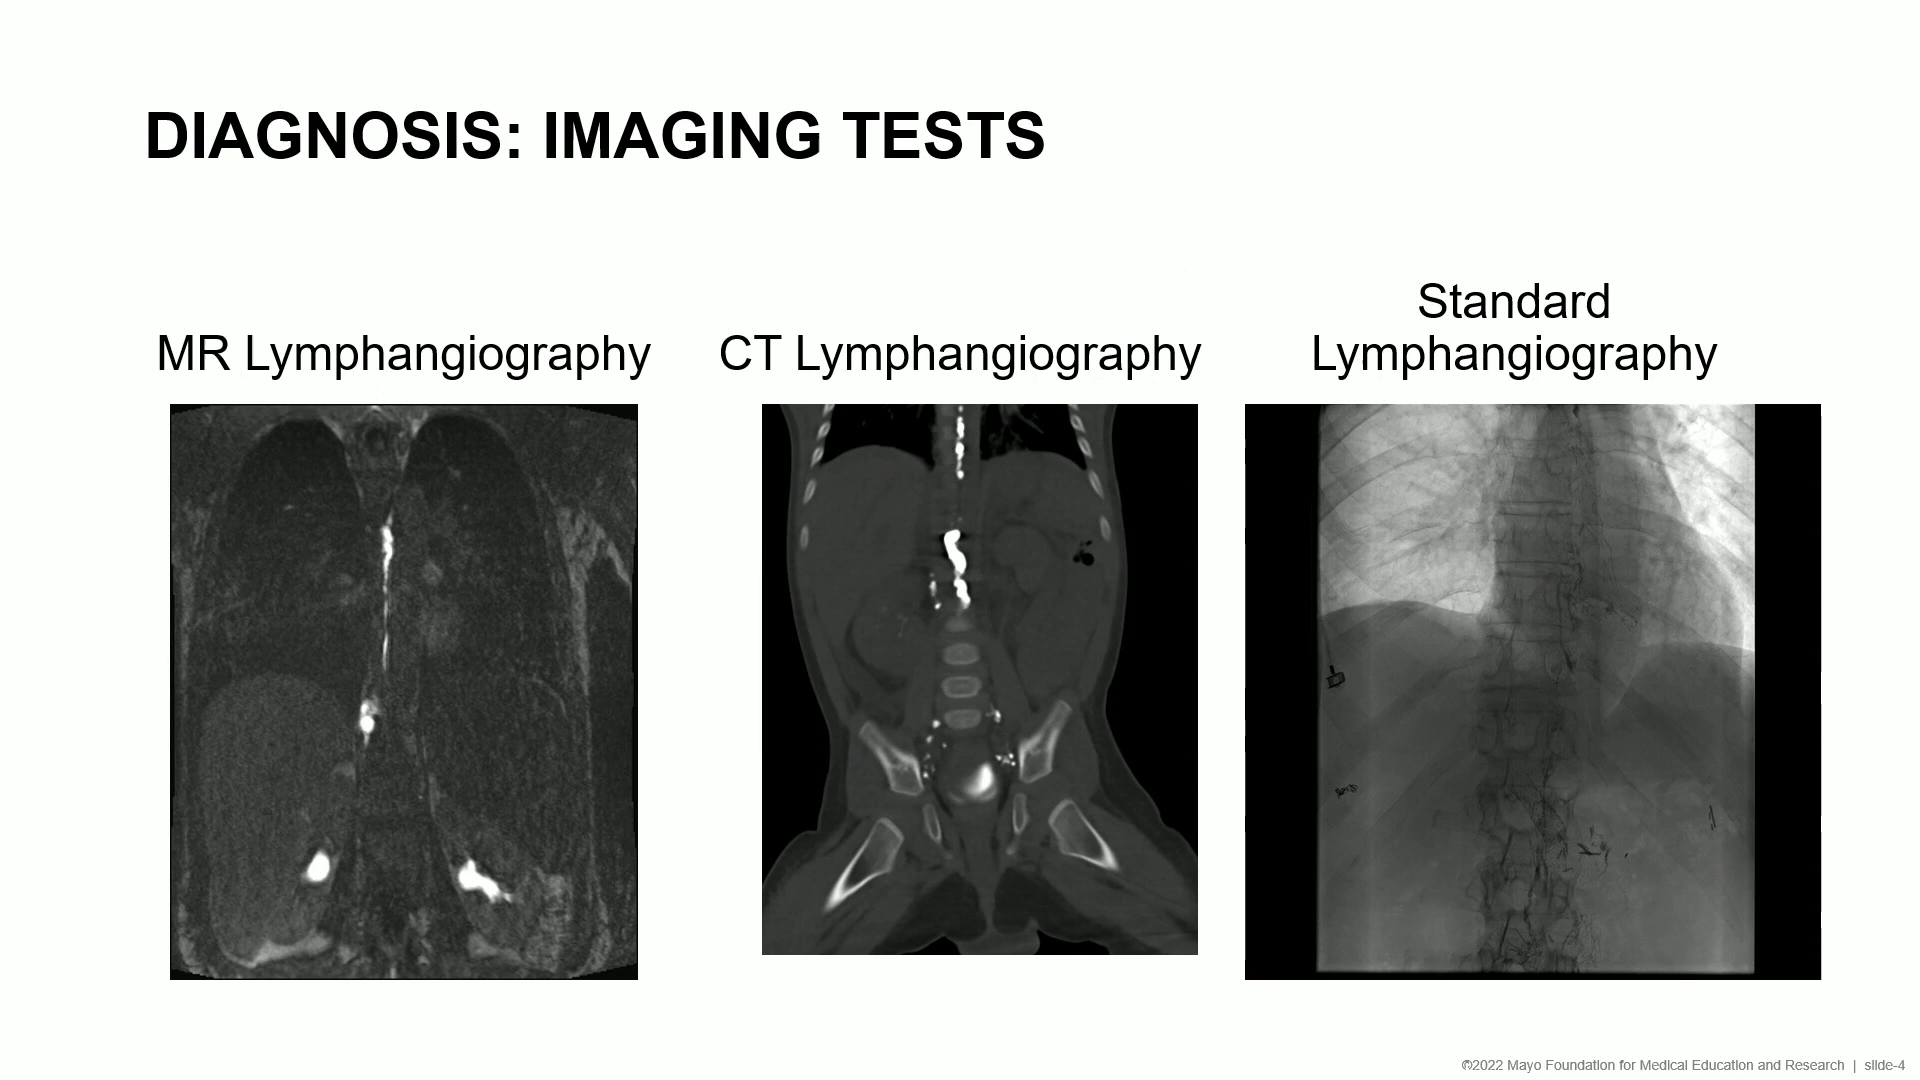 DIAGNOSIS: IMAGING TESTS
MR Lymphangiography
CT Lymphangiography
Standard
Lymphangiography
©2022 Mayo Foundation for Medical Education and Research | slide-4